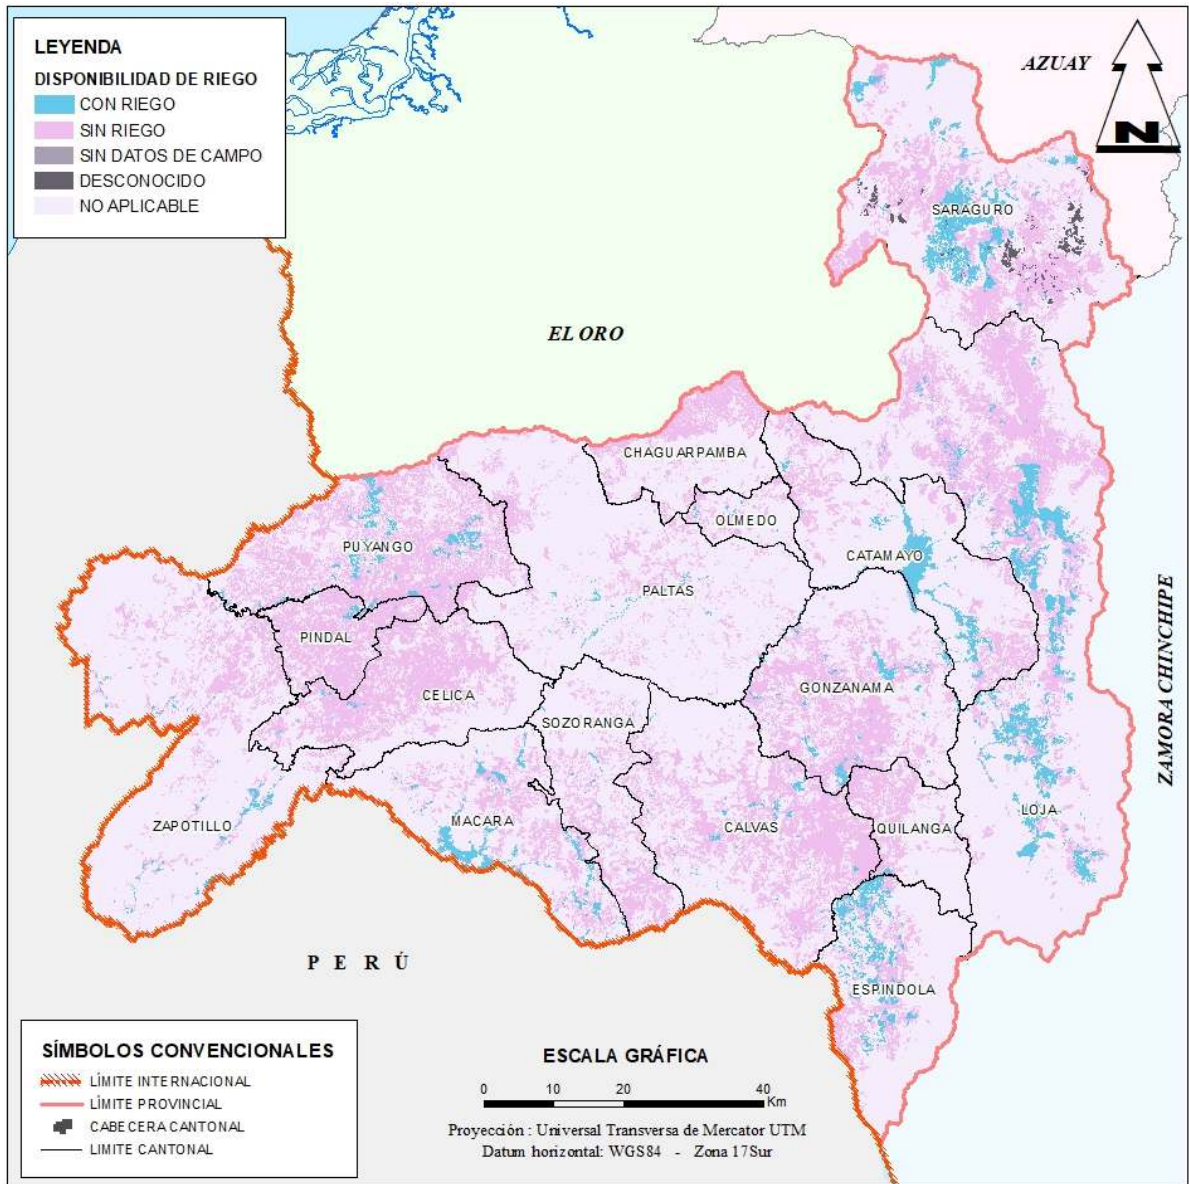 LEYENDA
DISPONIBILIDAD DE RIEGO
CON RIEGO
SIN RIEGO
SIN DATOS DE CAMPO
DESCONOCIDO
NO APLICABLE
AZUAY
N
SARAGURO
EL ORO
CHAGUARPAMBA
OLMEDO
PUYANGO
CATAMAYO
PALTAS
ZAMORA CHINCHIPE
PINDAL
GONZANAMA
CELICA
SOZORANGA
LOJA
ZAPOTILLO
MACARA
CALVAS
QUILANGA
PERÚ
ESPINDOLA
SÍMBOLOS CONVENCIONALES
LÍMITE INTERNACIONAL
LÍMITE PROVINCIAL
CABECERA CANTONAL
LIMITE CANTONAL
ESCALA GRÁFICA
0 10 20 40
Km
Proyección : Universal Transversa de Mercator UTM
Datum horizontal: WGS84 - Zona 17Sur